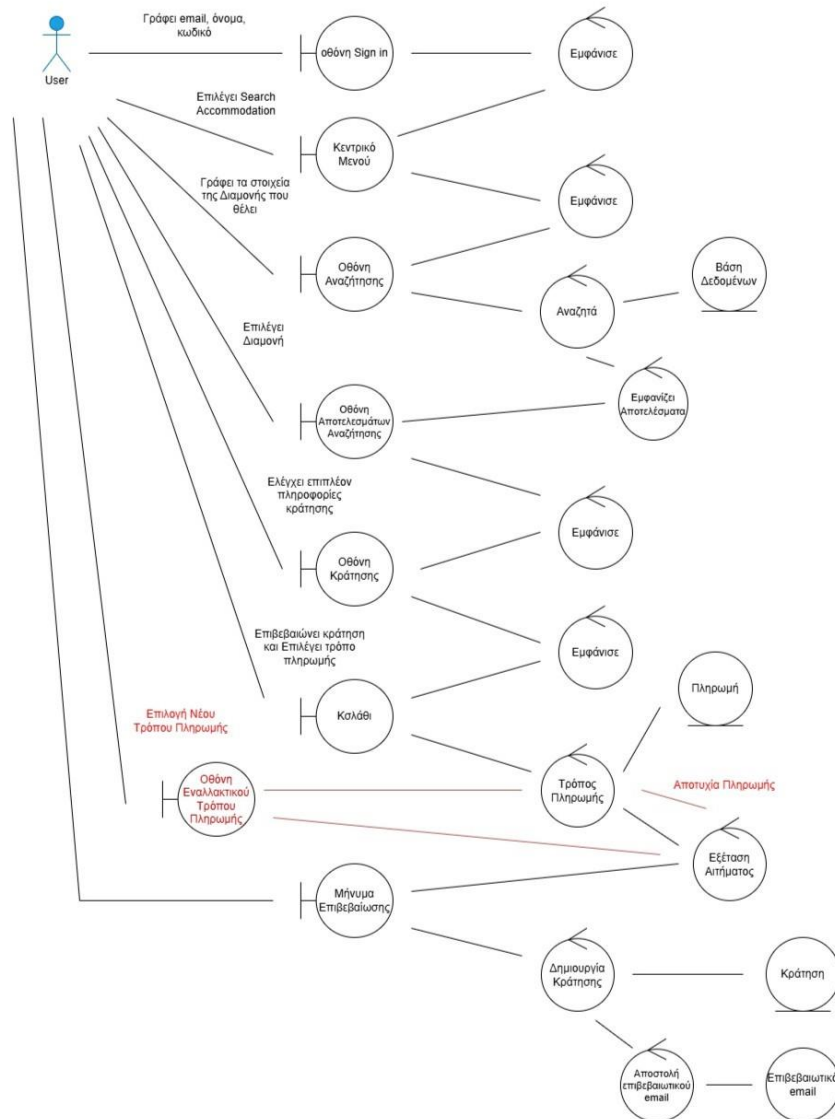 Γράφει email, όνομα,
κωδικό
User
οθόνη Sign in
Εμφάνισε
Επιλέγει Search
Accommodation
Κεντρικό
Μενού
Γράφει τα στοιχεία
της Διαμονής που
θέλει
Εμφάνισε
Οθόνη
Αναζήτησης
Βάση
Δεδομένων
Αναζητά
Επιλέγει
Διαμονή
Εμφανίζει
Αποτελέσματα
Οθόνη
Αποτελεσμάτων
Αναζήτησης
Ελέγχει επιπλέον
πληροφορίες
κράτησης
Εμφάνισε
Οθόνη
Κράτησης
Επιβεβαιώνει κράτηση
και Επιλέγει τρόπο
πληρωμής
Εμφάνισε
Πληρωμή
Καλάθι
Επιλογή Νέου
Τρόπου Πληρωμής
Οθόνη
Εναλλακτικού
Τρόπου
Πληρωμής
Τρόπος
Πληρωμής
Αποτυχία Πληρωμής
Εξέταση
Αιτήματος
Μήνυμα
Επιβεβαίωσης
Δημιουργία
Κράτησης
Κράτηση
Αποστολή
επιβεβαιωτικού
email
Επιβεβαιωτικό
email